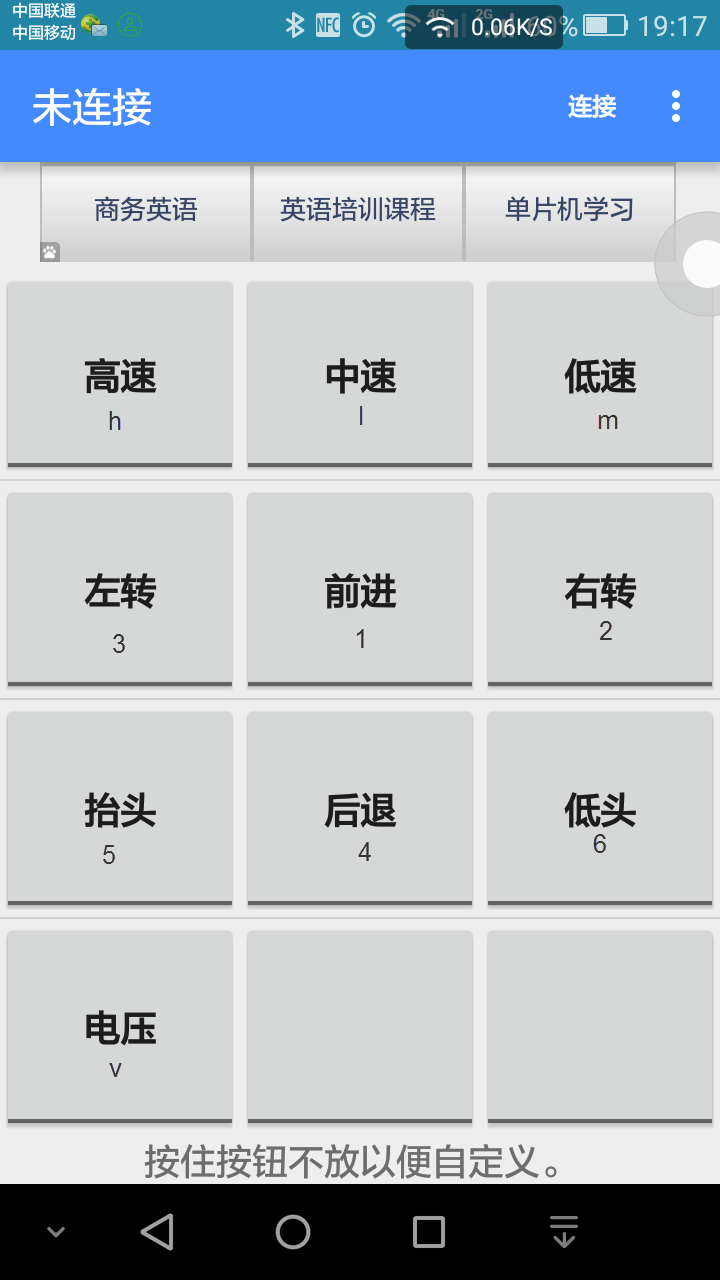 中国联通
中国移动
NFC
4G
2G
0.06K/S
60%
19:17
未连接
连接
商务英语
英语培训课程
单片机学习
高速
中速
低速
h
l
m
左转
前进
右转
3
1
2
抬头
后退
低头
5
4
6
电压
v
按住按钮不放以便自定义。